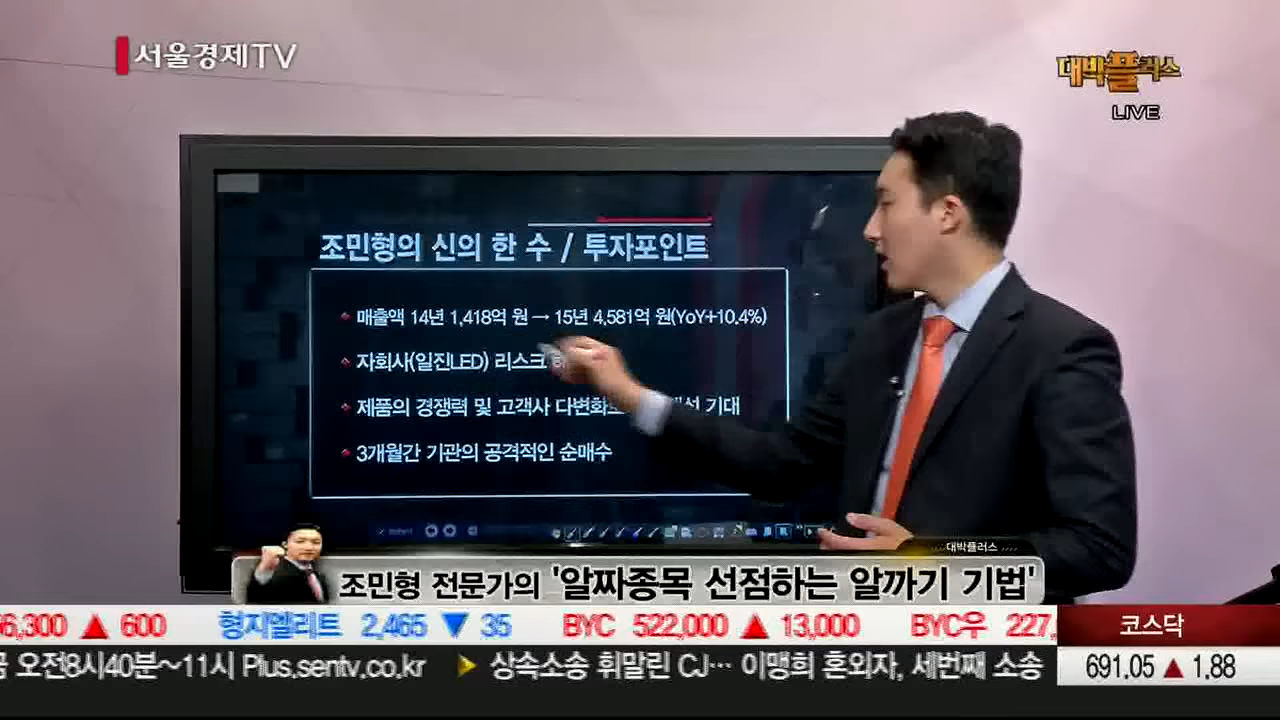 서울경제TV
대박플러스
LIVE
조민형의 신의 한 수 / 투자포인트
매출액 14년 1,418억 원 → 15년 4,581억 원(YoY+10.4%)
자회사(일진LED) 리스크
제품의 경쟁력 및 고객사 다변화로 기대
3개월간 기관의 공격적인 순매수
대박플러스
조민형 전문가의 '알짜종목 선점하는 알까기 기법'
6,300 ▲ 600 형지엘리트 2,465 ▼ 35 BYC 522,000 ▲ 13,000 BYC우 227,
코스닥
오전8시40분~11시 Plus.sentv.co.kr ▶ 상속소송 휘말린 CJ… 이맹희 혼외자, 세번째 소송
691.05 ▲ 1.88